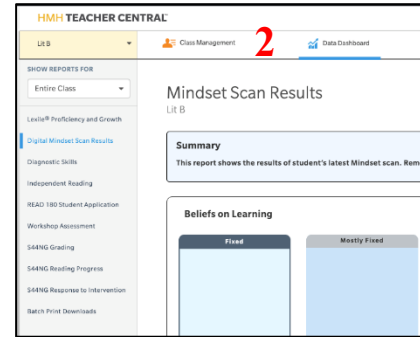 HMH TEACHER CENTRAL
Lit B
Class Management
2
Data Dashboard
SHOW REPORTS FOR
Entire Class
Lexile® Proficiency and Growth
Digital Mindset Scan Results
Diagnostic Skills
Independent Reading
READ 180 Student Application
Workshop Assessment
S44NG Grading
S44NG Reading Progress
S44NG Response to Intervention
Batch Print Downloads
Mindset Scan Results
Lit B
Summary
This report shows the results of student's latest Mindset scan. Rem
Beliefs on Learning
Fixed
Mostly Fixed